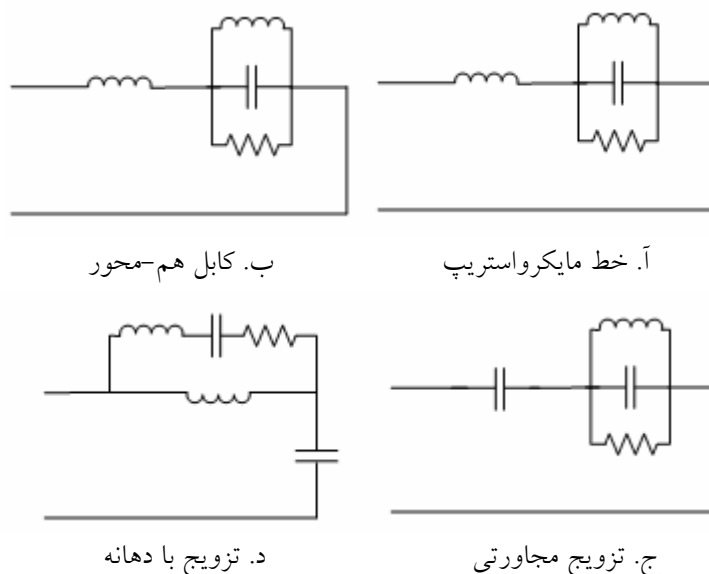 آ. خط مایکرواستریپ
ب. کابل هم-محور
ج. تزویج مجاورتی
د. تزویج با دهانه